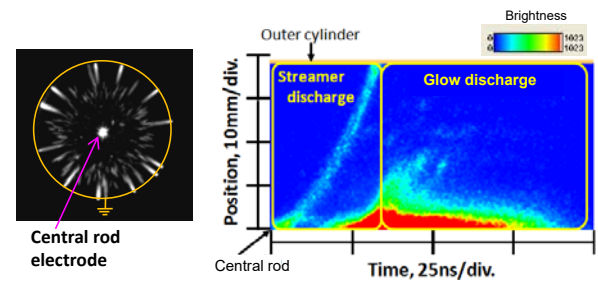 Brightness
0 1023
0 1023
Outer cylinder
Streamer
discharge
Glow discharge
Position, 10mm/div.
Central rod
electrode
Central rod
Time, 25ns/div.